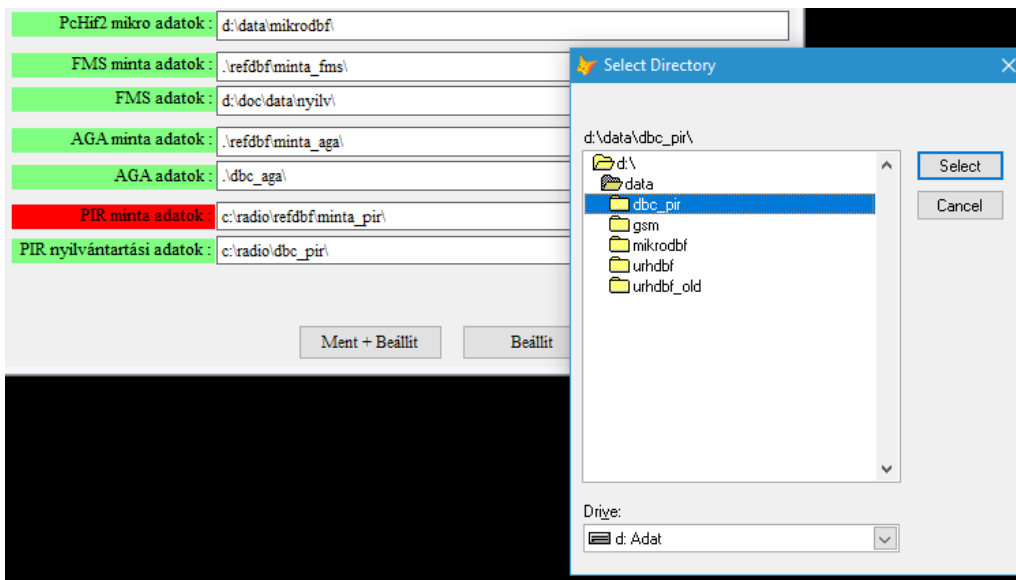 PcHif2 mikro adatok :
d:\data\mikrodbf\
FMS minta adatok :
.\refdbf\minta_fms\
FMS adatok :
d:\doc\data\nyilv\
AGA minta adatok :
.\refdbf\minta_aga\
AGA adatok :
.\dbc_aga\
PIR minta adatok :
c:\radio\refdbf\minta_pir\
PIR nyilvántartási adatok :
c:\radio\dbc_pir\
Ment + Beállit
Beállit
Select Directory
d:\data\dbc_pir\
d:\
data
dbc_pir
gsm
mikrodbf
urhdbf
urhdbf_old
Select
Cancel
Drive:
d: Adat